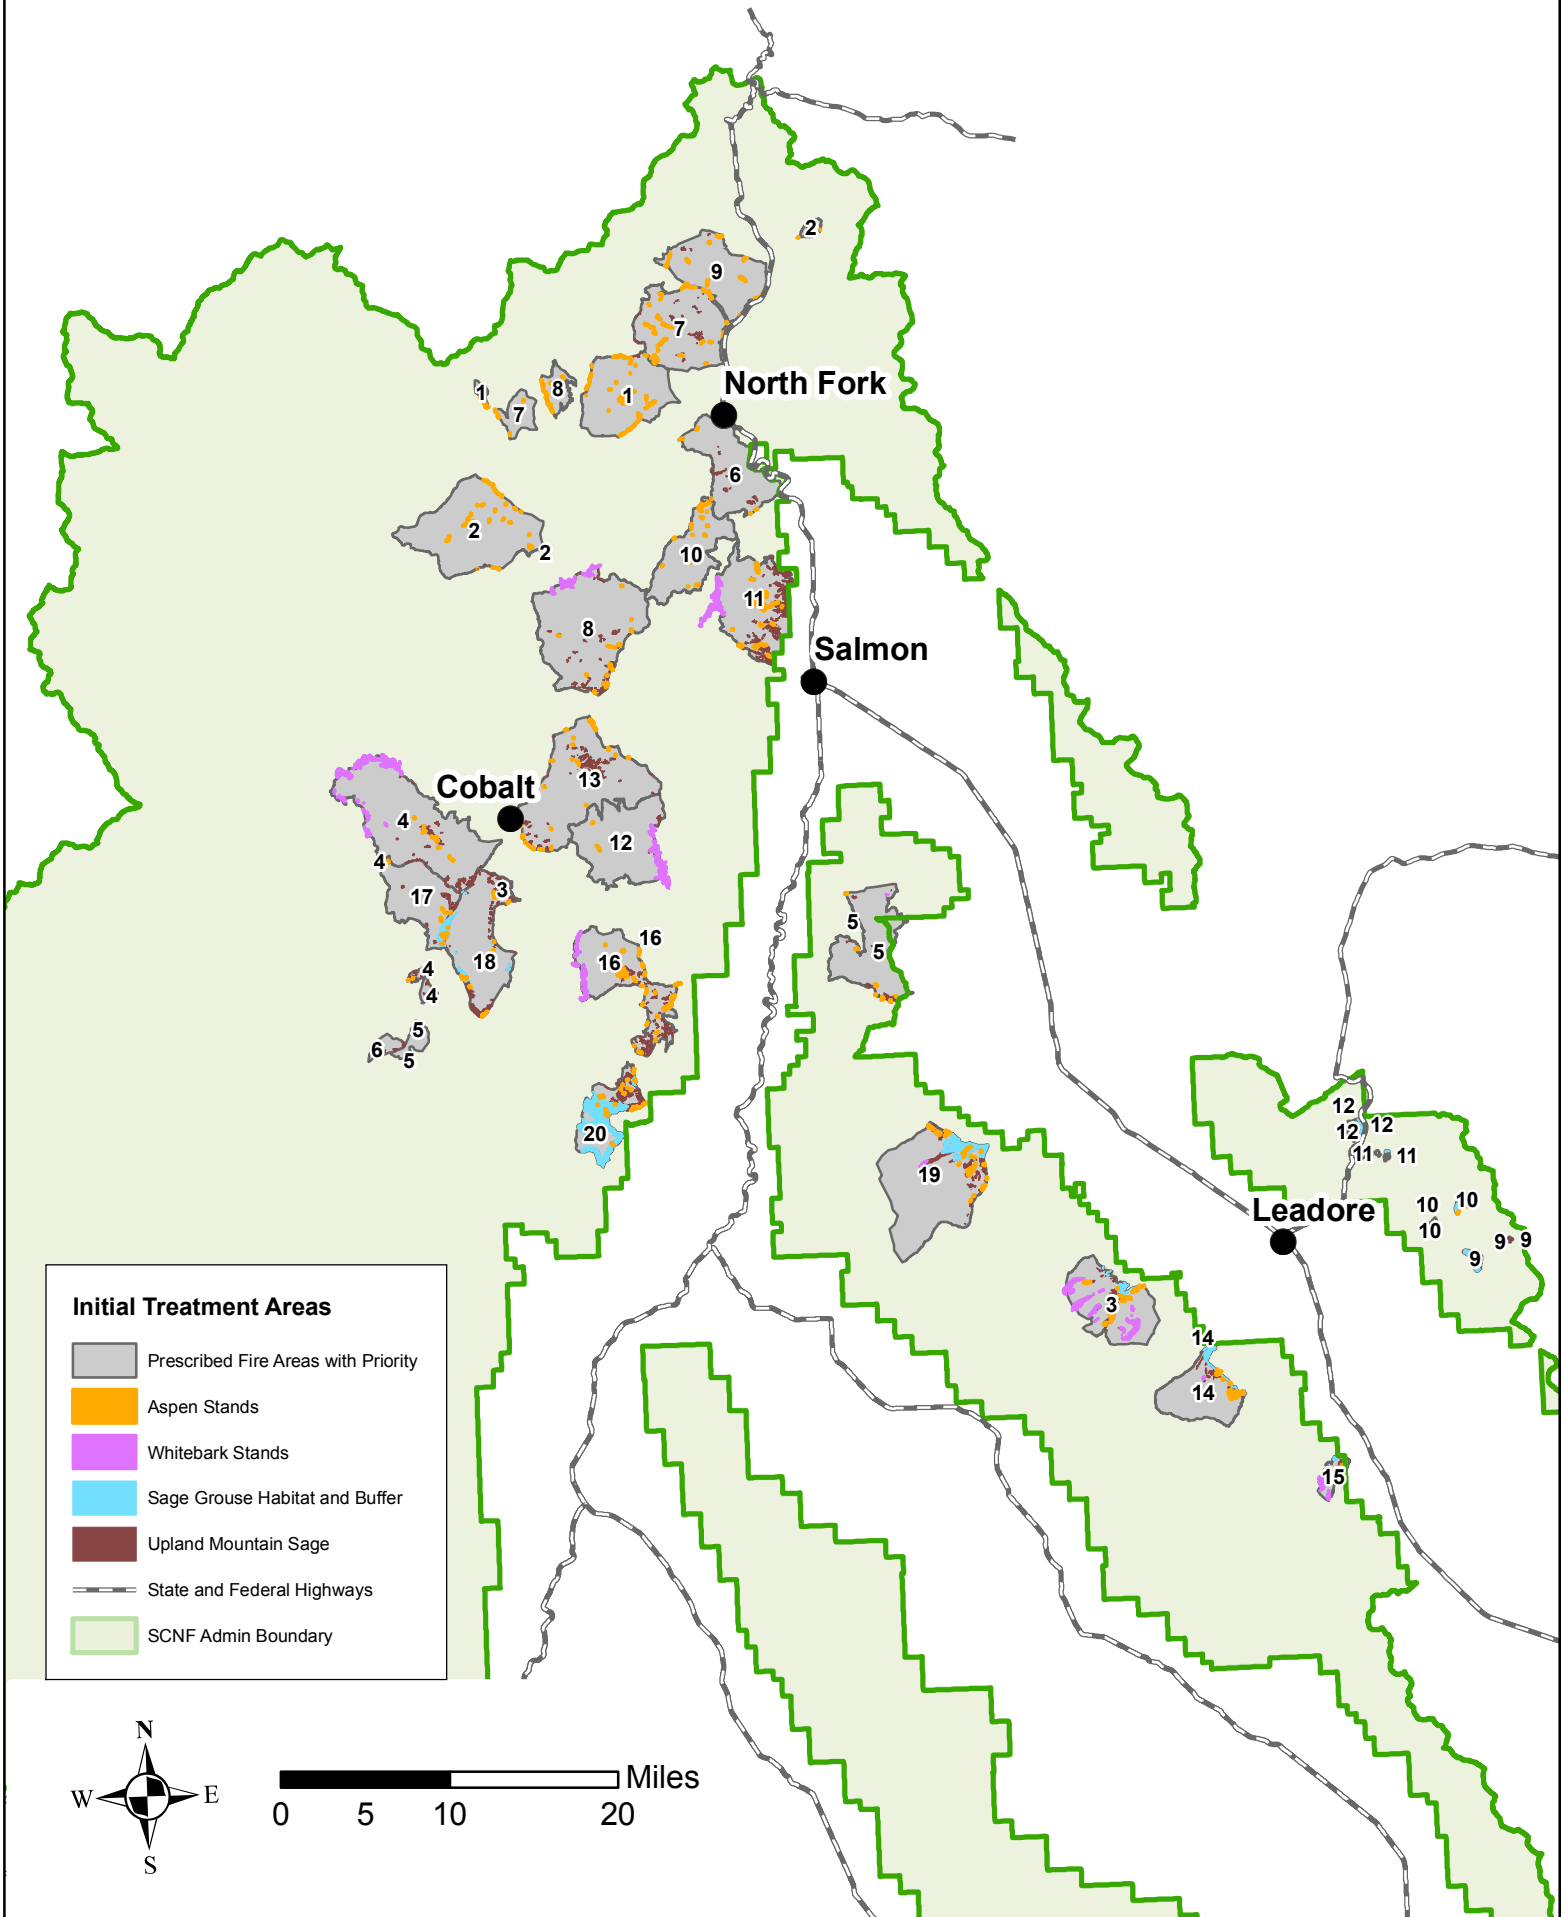 2
9
7
North Fork
8
1
1
7
6
2
2
10
11
8
Salmon
13
Cobalt
4
12
4
3
17
5
16
5
16
18
4
4
5
6
5
12
12
12
20
11
11
19
10
10
Leadore
10
9
9
9
3
14
14
15
Initial Treatment Areas
Prescribed Fire Areas with Priority
Aspen Stands
Whitebark Stands
Sage Grouse Habitat and Buffer
Upland Mountain Sage
State and Federal Highways
SCNF Admin Boundary
N
W
E
S
Miles
0
5
10
20